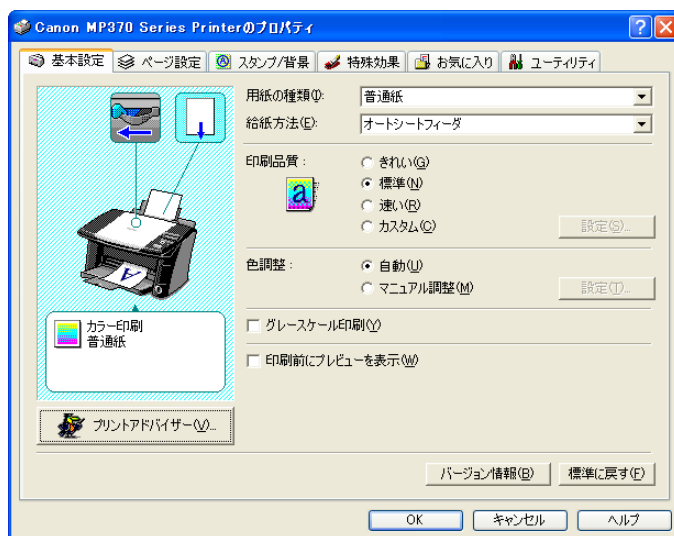 Canon MP370 Series Printerのプロパティ
基本設定 ページ設定 スタンプ/背景 特殊効果 お気に入り ユーティリティ
用紙の種類(I): 普通紙
給紙方法(E): オートシートフィーダ
印刷品質 :
きれい(G)
標準(N)
速い(R)
カスタム(C) 設定(S)...
色調整 :
自動(U)
マニュアル調整(M) 設定(T)...
カラー印刷
普通紙
グレースケール印刷(Y)
印刷前にプレビューを表示(W)
プリントアドバイザー(V)...
バージョン情報(B) 標準に戻す(F)
OK キャンセル ヘルプ